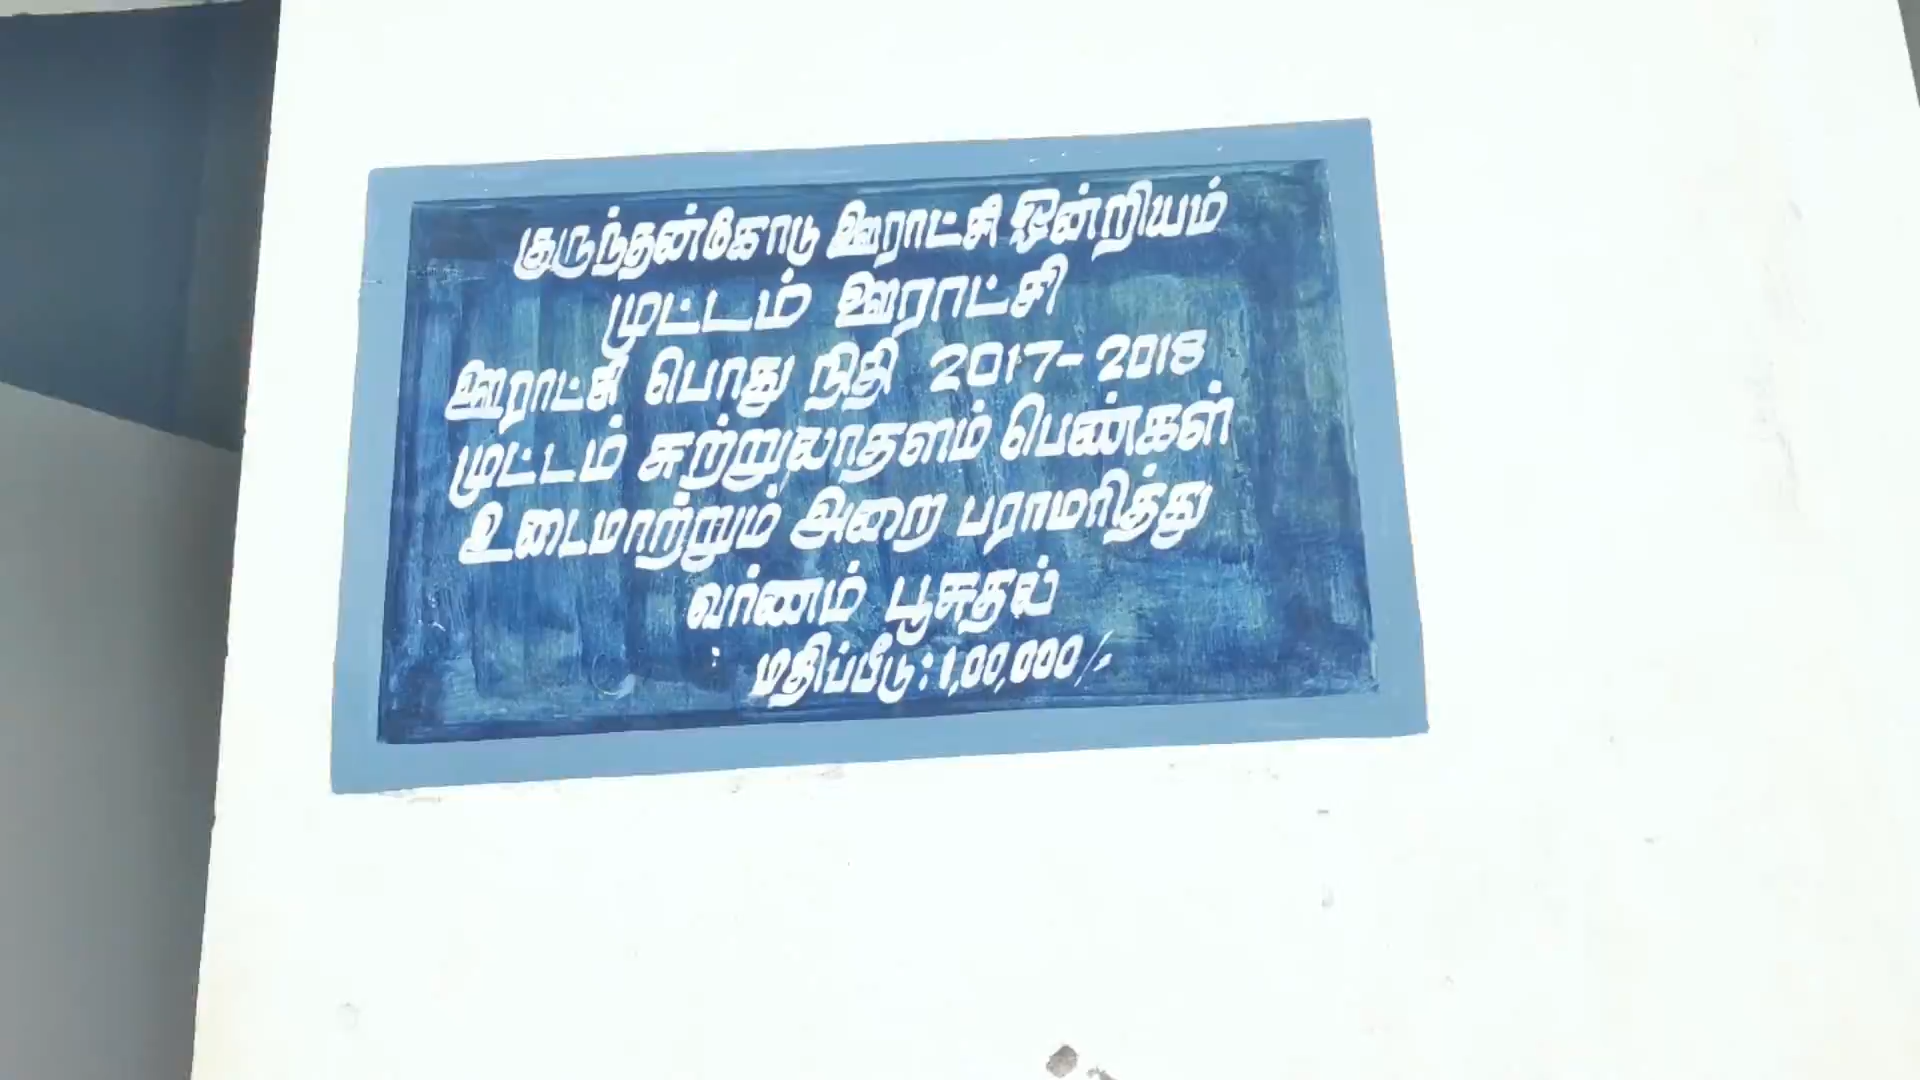 குருந்தன்கோடு ஊராட்சி ஒன்றியம்
முட்டம் ஊராட்சி
ஊராட்சி பொது நிதி 2017-2018
முட்டம் சுற்றுலாதளம் பெண்கள்
உடைமாற்றும் அறை பராமரித்து
வர்ணம் பூசுதல்
மதிப்பீடு:1,00,000/-